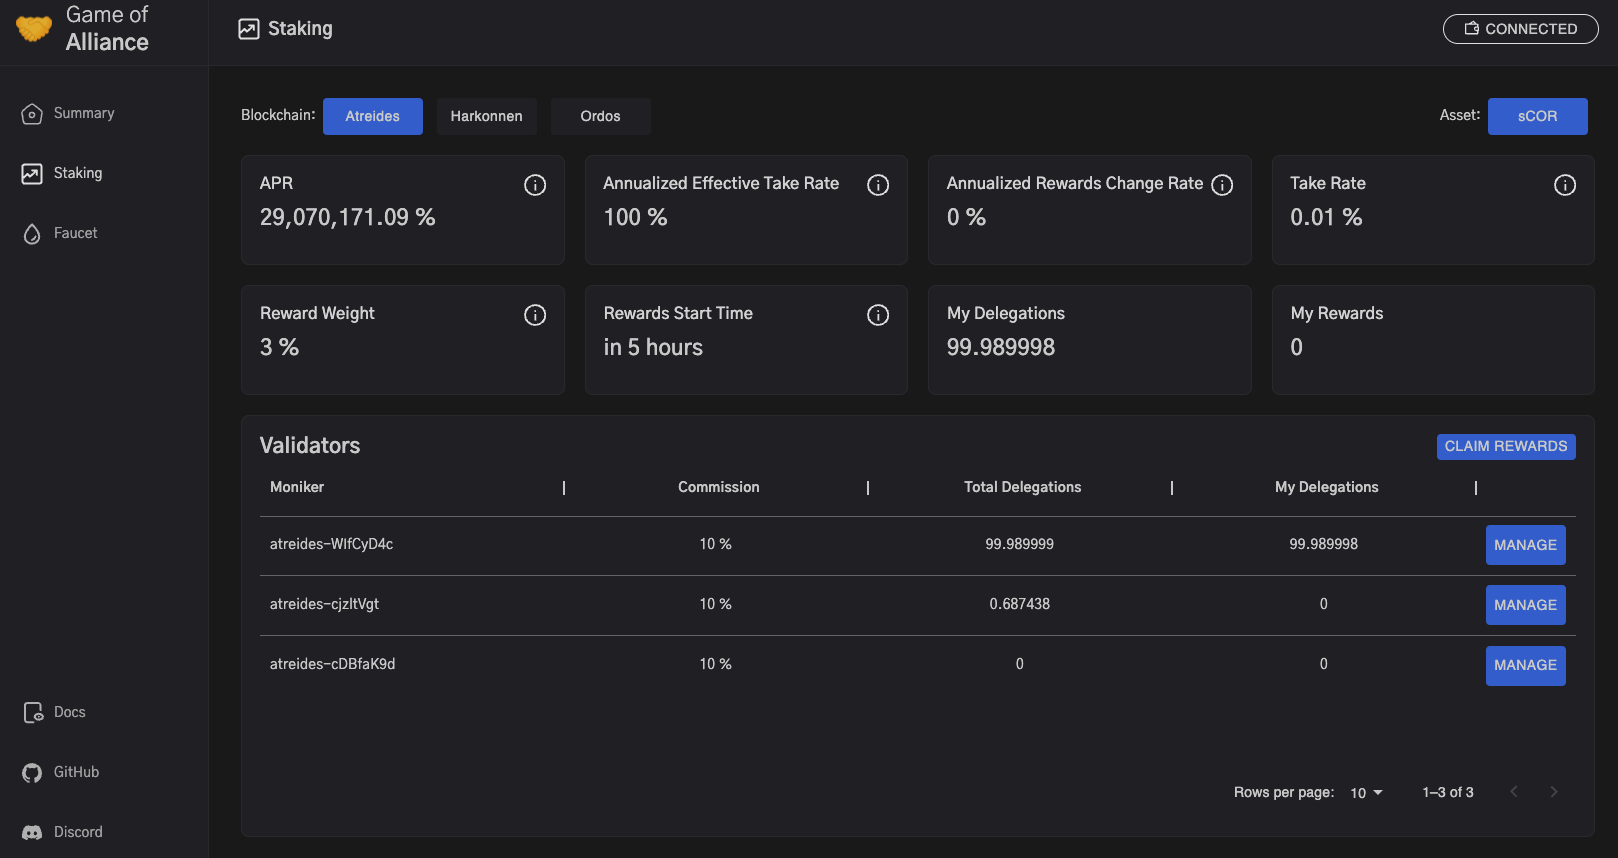 Game of
Alliance
Staking
CONNECTED
Summary
Staking
Faucet
Docs
GitHub
Discord
Blockchain: Atreides Harkonnen Ordos
Asset: sCOR
APR
29,070,171.09 %
Annualized Effective Take Rate
100 %
Annualized Rewards Change Rate
0 %
Take Rate
0.01 %
Reward Weight
3 %
Rewards Start Time
in 5 hours
My Delegations
99.989998
My Rewards
0
Validators
CLAIM REWARDS
Moniker Commission Total Delegations My Delegations
atreides-WIfCyD4c 10 % 99.989999 99.989998 MANAGE
atreides-cjzItVgt 10 % 0.687438 0 MANAGE
atreides-cDBfaK9d 10 % 0 0 MANAGE
Rows per page: 10 1–3 of 3